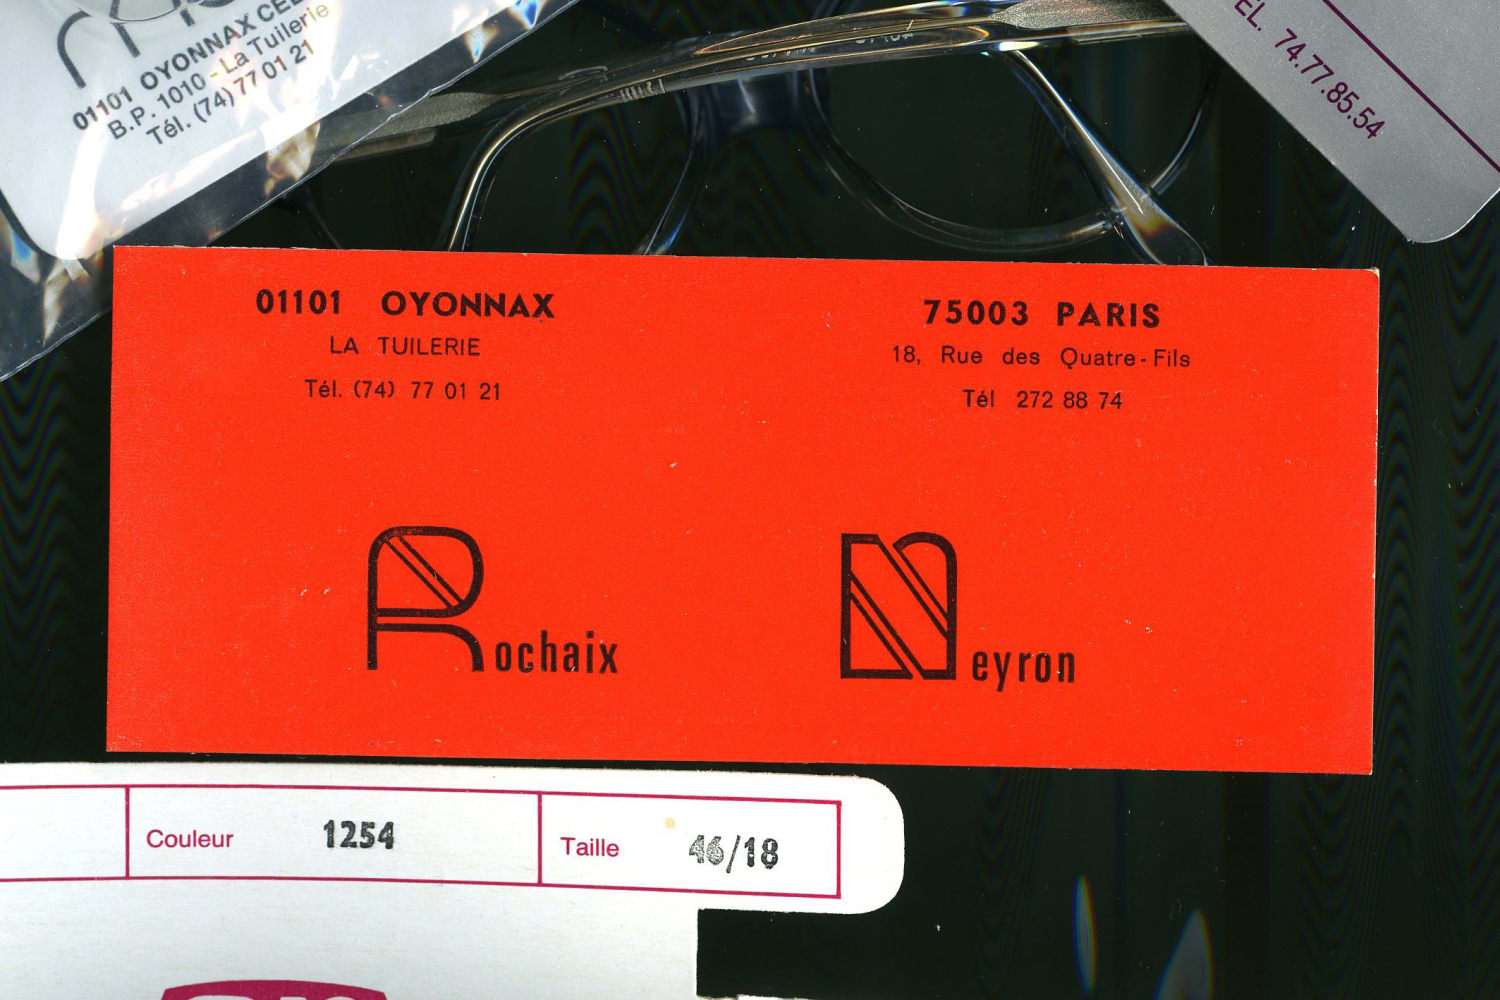 01101 OYONNAX CE
B.P. 1010 - La Tuilerie
Tél. (74) 77 01 21
TEL. 74.77.85.54
01101 OYONNAX
LA TUILERIE
Tél. (74) 77 01 21
75003 PARIS
18, Rue des Quatre-Fils
Tél 272 88 74
Rochaix
Neyron
Couleur 1254
Taille 46/18